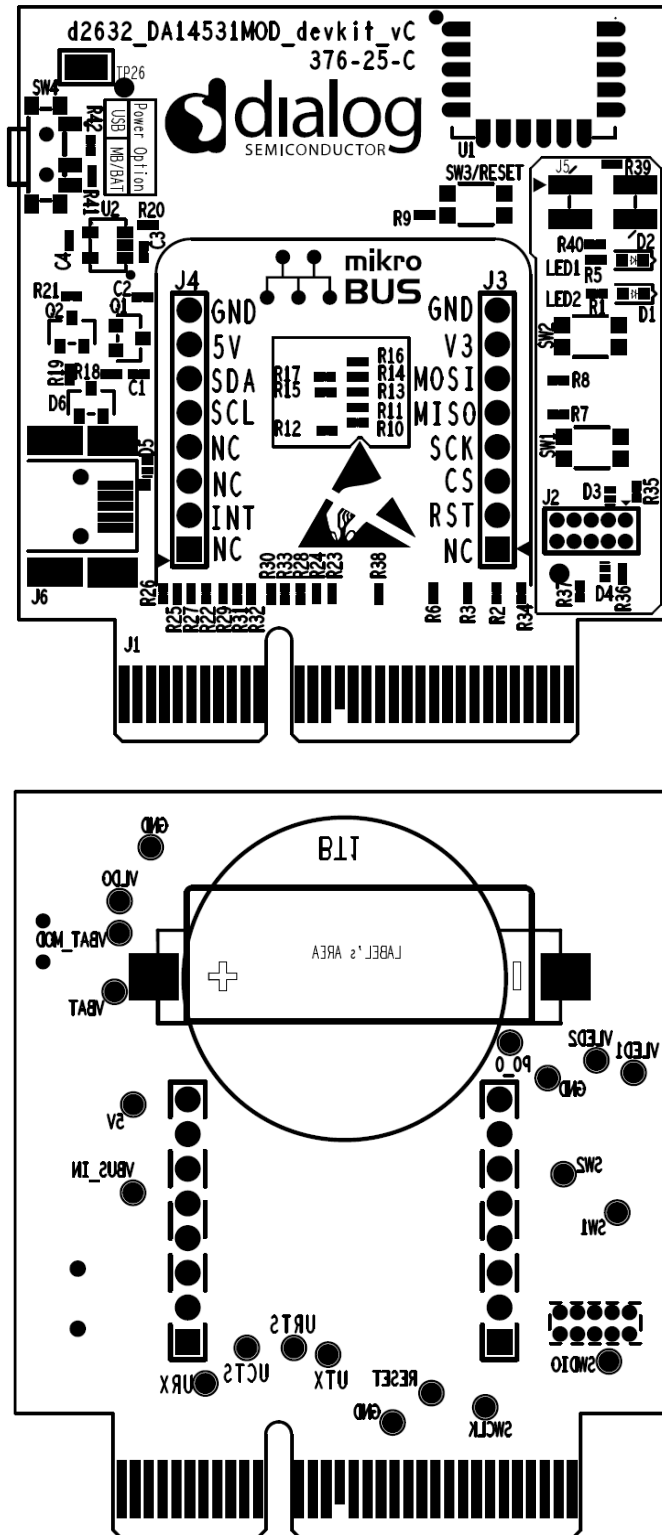 d2632_DA14531MOD_devkit_vC
376-25-C
TP26
SW4
R42
Power Option
USB MB/BAT
dialog
SEMICONDUCTOR
U1
SW3/RESET
J5
R39
R41
U2
R20
R9
C4
C3
R40
D2
LED1
R5
R21
C2
J4
mikro
BUS
J3
LED2
R1
D1
Q2
Q1
GND
GND
SW2
5V
V3
R19
R18
C1
SDA
R17
R15
R16
R14
R13
MOSI
R8
D6
SCL
R12
R11
R10
MISO
R7
SW1
D5
NC
SCK
NC
CS
D3
R35
J2
INT
RST
NC
NC
J6
R26
R25
R27
R22
R29
R31
R32
R30
R33
R28
R24
R23
R38
R6
R3
R2
R34
R37
D4
R36
J1
GND
BT1
VLDO
MOD_VBAT
LABEL's AREA
VBAT
P0_0
VLED2
VLED1
GND
5V
VBUS_IN
SW2
SW1
URTS
UCTS
UTX
URX
RESET
SWDIO
GND
SWCLK